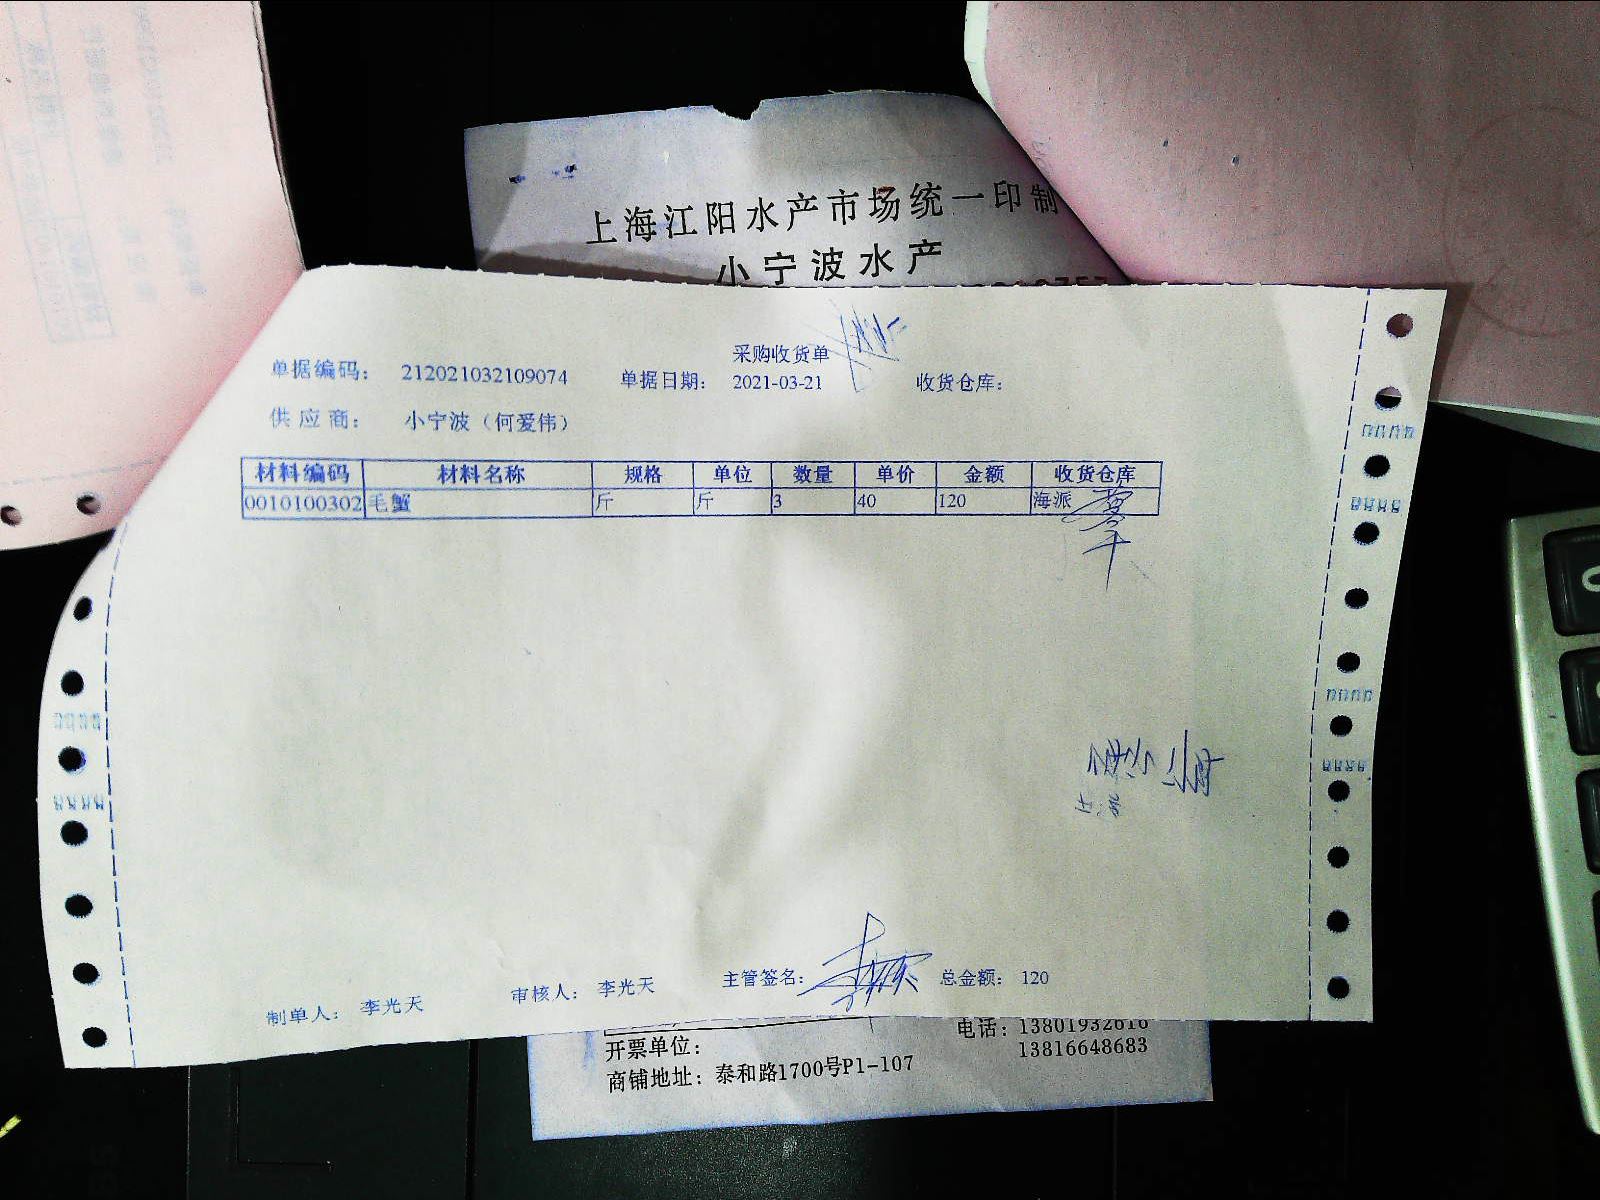 上海江阳水产市场统一印制
小宁波水产
采购收货单
单据编码： 212021032109074 单据日期： 2021-03-21 收货仓库：
供应商： 小宁波（何爱伟）
材料编码 材料名称 规格 单位 数量 单价 金额 收货仓库
0010100302 毛蟹 斤 斤 3 40 120 海派
制单人： 李光天 审核人： 李光天 主管签名： 总金额： 120
电话：13801932616
开票单位： 13816648683
商铺地址：泰和路1700号P1-107